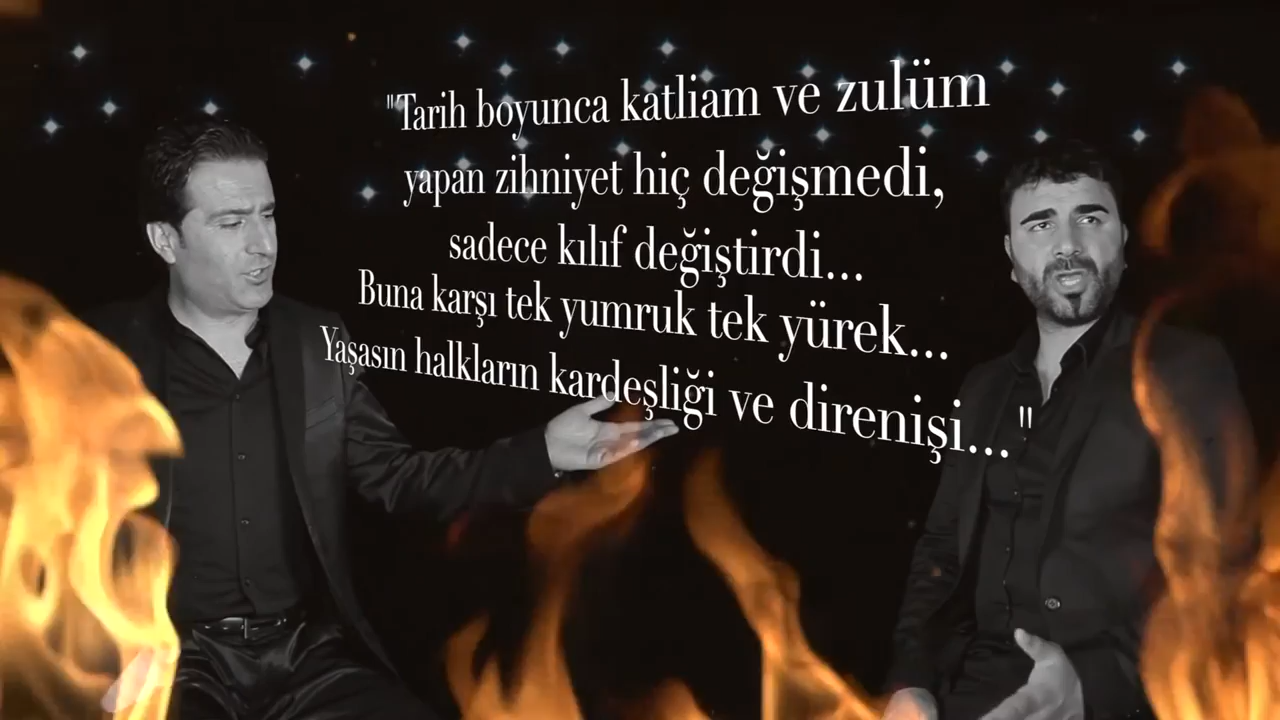 "Tarih boyunca katliam ve zulüm
yapan zihniyet hiç değişmedi,
sadece kılıf değiştirdi...
Buna karşı tek yumruk tek yürek...
Yaşasın halkların kardeşliği ve direnişi..."